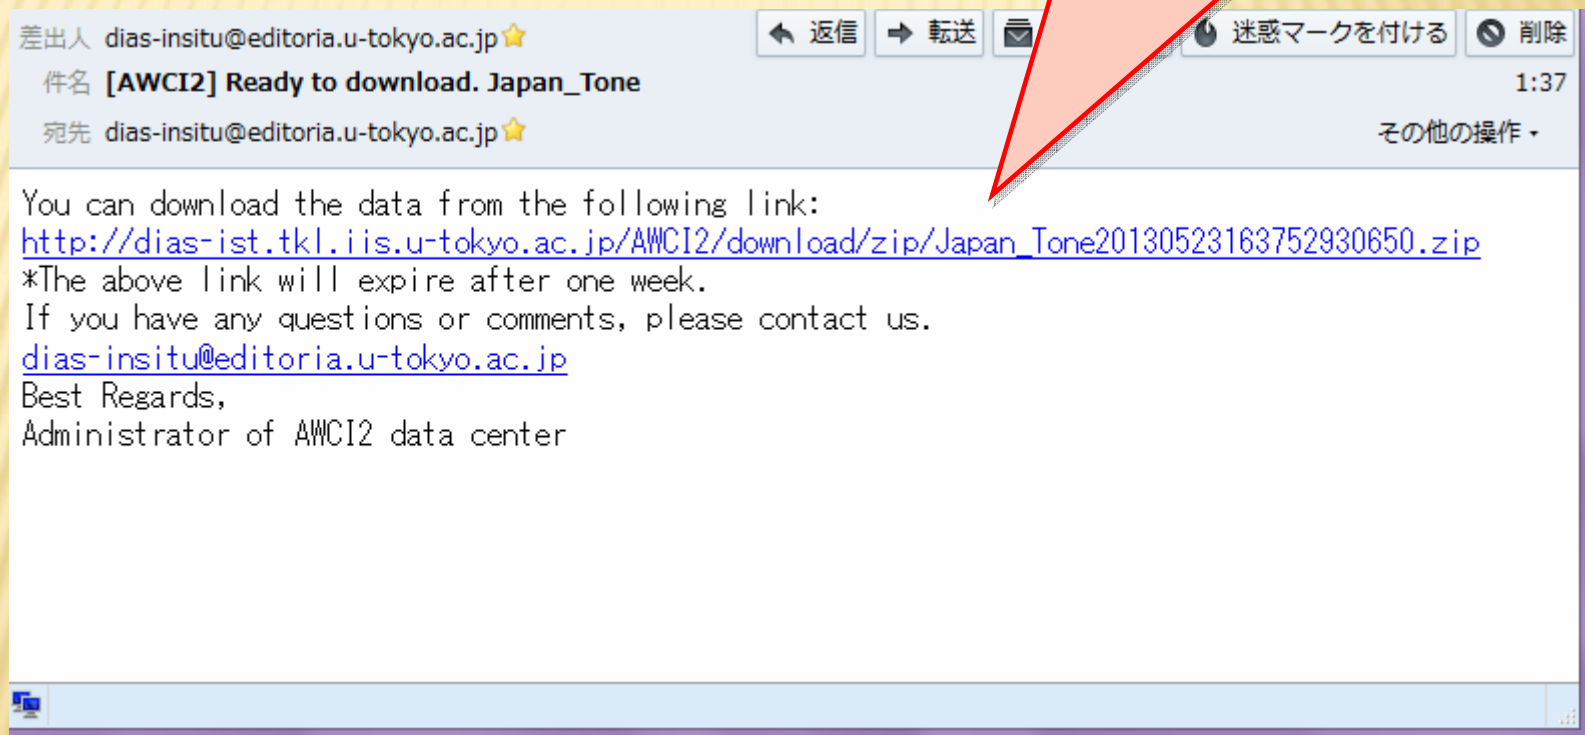 差出人 dias-insitu@editoria.u-tokyo.ac.jp 返信 転送 迷惑マークを付ける 削除
件名 [AWCI2] Ready to download. Japan_Tone 1:37
宛先 dias-insitu@editoria.u-tokyo.ac.jp その他の操作
You can download the data from the following link:
http://dias-ist.tkl.iis.u-tokyo.ac.jp/AWCI2/download/zip/Japan_Tone20130523163752930650.zip
*The above link will expire after one week.
If you have any questions or comments, please contact us.
dias-insitu@editoria.u-tokyo.ac.jp
Best Regards,
Administrator of AWCI2 data center